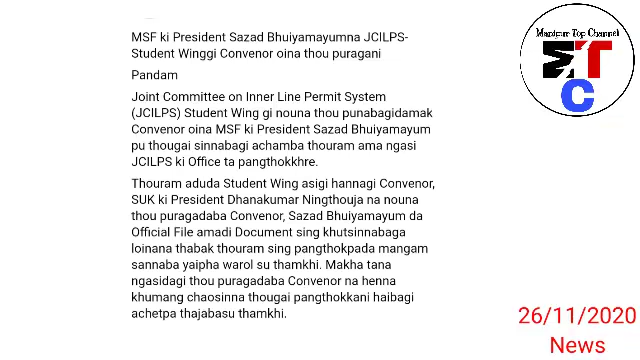 MSF ki President Sazad Bhuiyamayumna JCILPS-
Student Winggi Convenor oina thou puragani
Pandam
Joint Committee on Inner Line Permit System
(JCILPS) Student Wing gi nouna thou punabagidamak
Convenor oina MSF ki President Sazad Bhuiyamayum
pu thougai sinnabagi achamba thouram ama ngasi
JCILPS ki Office ta pangthokkhre.
Thouram aduda Student Wing asigi hannagi Convenor,
SUK ki President Dhanakumar Ningthouja na nouna
thou puragadaba Convenor, Sazad Bhuiyamayum da
Official File amadi Document sing khutsinnabaga
loinana thabak thouram sing pangthokpada mangam
sannaba yaipha warol su thamkhi. Makha tana
ngasidagi thou puragadaba Convenor na henna
khumang chaosinna thougai pangthokkani haibagi
achetpa thajabasu thamkhi.
Manipur Top Channel
MTC
26/11/2020
News